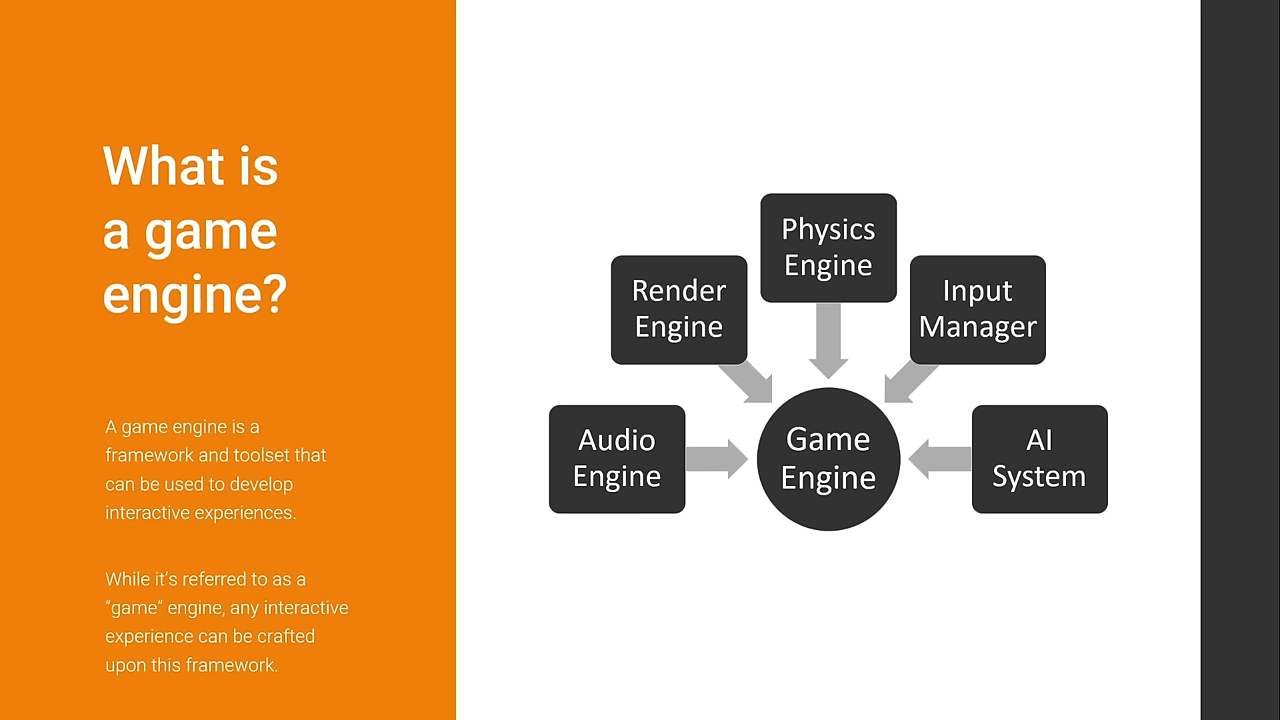 What is
a game
engine?
A game engine is a
framework and toolset that
can be used to develop
interactive experiences.
While it’s referred to as a
“game” engine, any interactive
experience can be crafted
upon this framework.
Physics
Engine
Render
Engine
Input
Manager
Audio
Engine
Game
Engine
AI
System